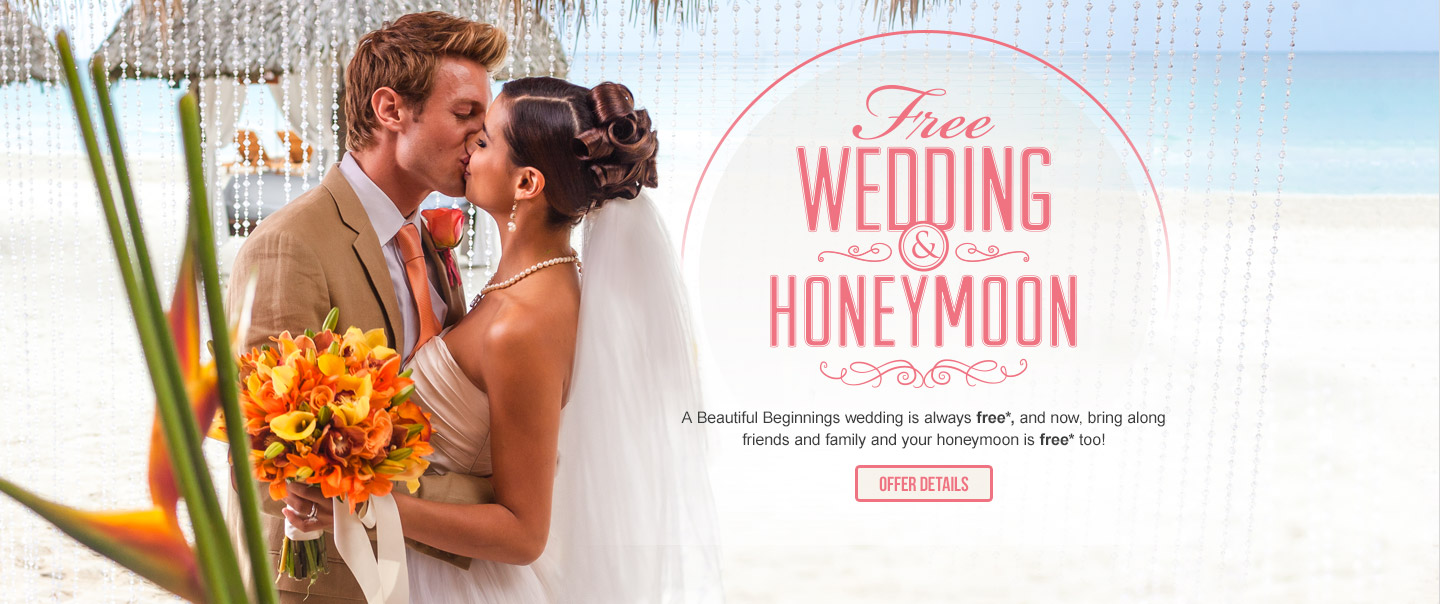 Free
WEDDING
&
HONEYMOON
A Beautiful Beginnings wedding is always free*, and now, bring along
friends and family and your honeymoon is free* too!
OFFER DETAILS